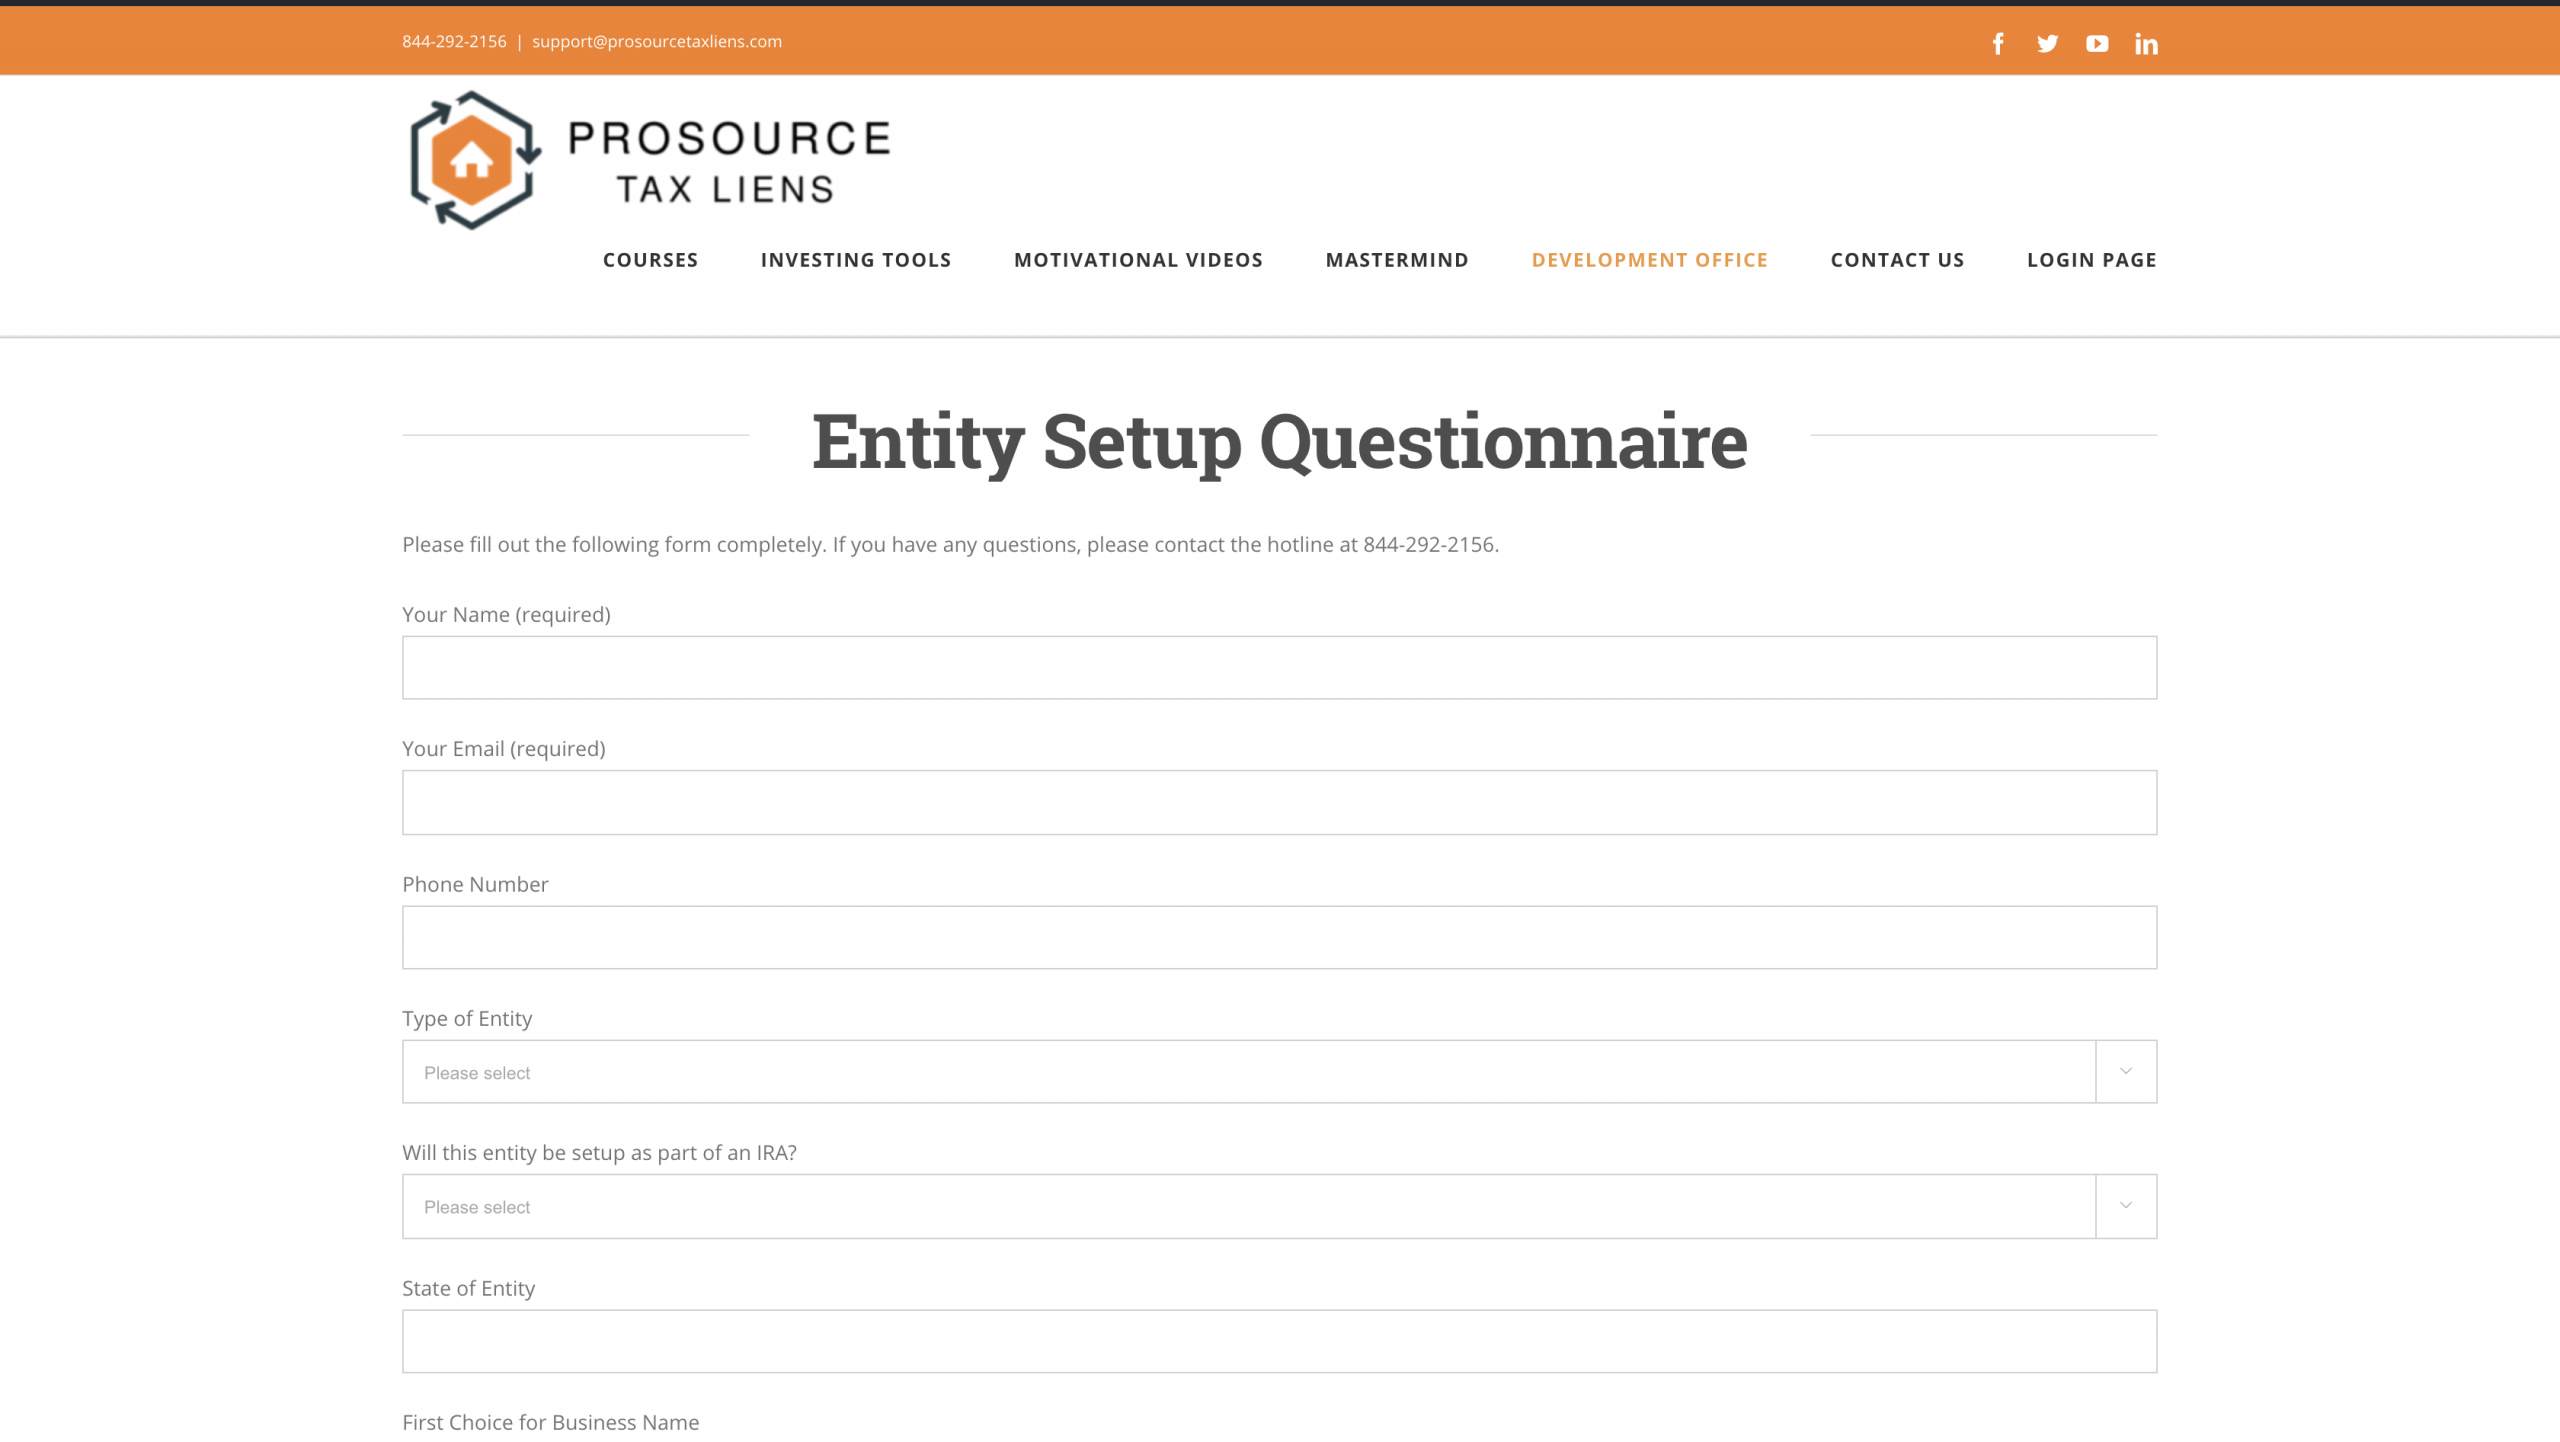 844-292-2156 | support@prosourcetaxliens.com
PROSOURCE
TAX LIENS
COURSES INVESTING TOOLS MOTIVATIONAL VIDEOS MASTERMIND DEVELOPMENT OFFICE CONTACT US LOGIN PAGE
Entity Setup Questionnaire
Please fill out the following form completely. If you have any questions, please contact the hotline at 844-292-2156.
Your Name (required)
Your Email (required)
Phone Number
Type of Entity
Please select
Will this entity be setup as part of an IRA?
Please select
State of Entity
First Choice for Business Name